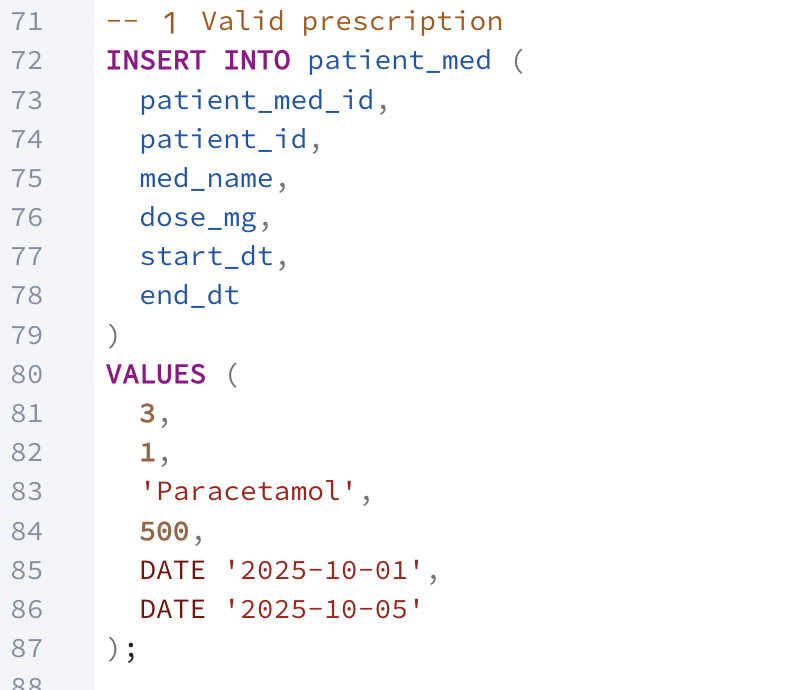 71 -- 1 Valid prescription
72 INSERT INTO patient_med (
73 patient_med_id,
74 patient_id,
75 med_name,
76 dose_mg,
77 start_dt,
78 end_dt
79 )
80 VALUES (
81 3,
82 1,
83 'Paracetamol',
84 500,
85 DATE '2025-10-01',
86 DATE '2025-10-05'
87 );
88